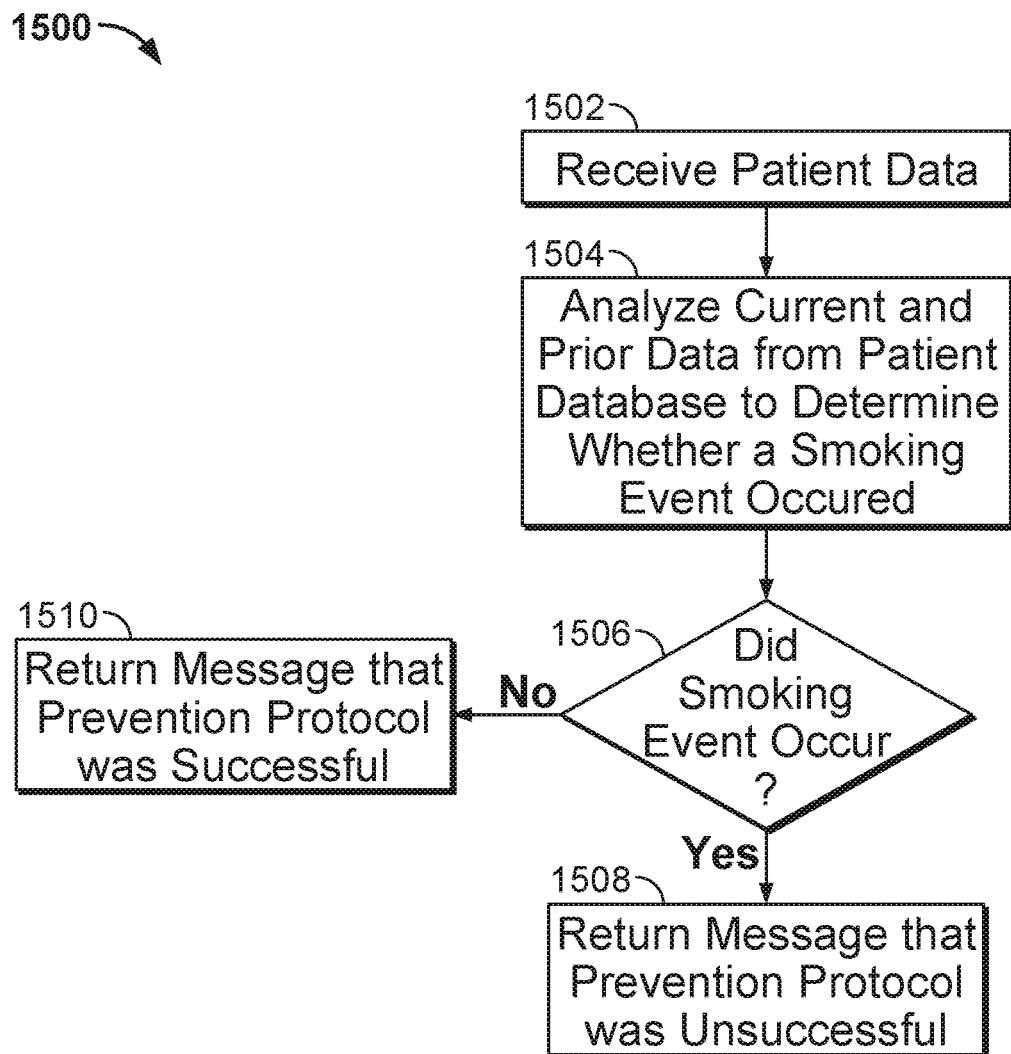 1500
1502
Receive Patient Data
1504
Analyze Current and
Prior Data from Patient
Database to Determine
Whether a Smoking
Event Occured
1506
Did
Smoking
Event Occur
?
No
1510
Return Message that
Prevention Protocol
was Successful
Yes
1508
Return Message that
Prevention Protocol
was Unsuccessful